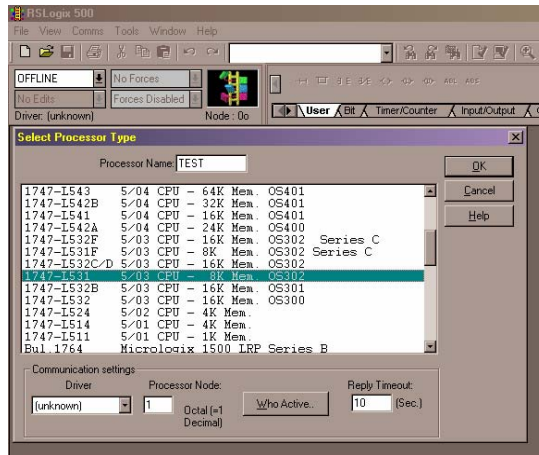 RSLogix 500
File View Comms Tools Window Help
OFFLINE No Forces
No Edits Forces Disabled
Driver: (unknown) Node : 0o
ABL ABS
User Bit Timer/Counter Input/Output
Select Processor Type
Processor Name: TEST
OK
Cancel
Help
1747-L543 5/04 CPU - 64K Mem. OS401
1747-L542B 5/04 CPU - 32K Mem. OS401
1747-L541 5/04 CPU - 16K Mem. OS401
1747-L542A 5/04 CPU - 24K Mem. OS400
1747-L532F 5/03 CPU - 16K Mem. OS302 Series C
1747-L531F 5/03 CPU - 8K Mem. OS302 Series C
1747-L532C/D 5/03 CPU - 16K Mem. OS302
1747-L531 5/03 CPU - 8K Mem. OS302
1747-L532B 5/03 CPU - 16K Mem. OS301
1747-L532 5/03 CPU - 16K Mem. OS300
1747-L524 5/02 CPU - 4K Mem.
1747-L514 5/01 CPU - 4K Mem.
1747-L511 5/01 CPU - 1K Mem.
Bul.1764 Micrologix 1500 LRP Series B
Communication settings
Driver Processor Node: Reply Timeout:
(unknown) 1 Octal (=1 Decimal) Who Active.. 10 (Sec.)